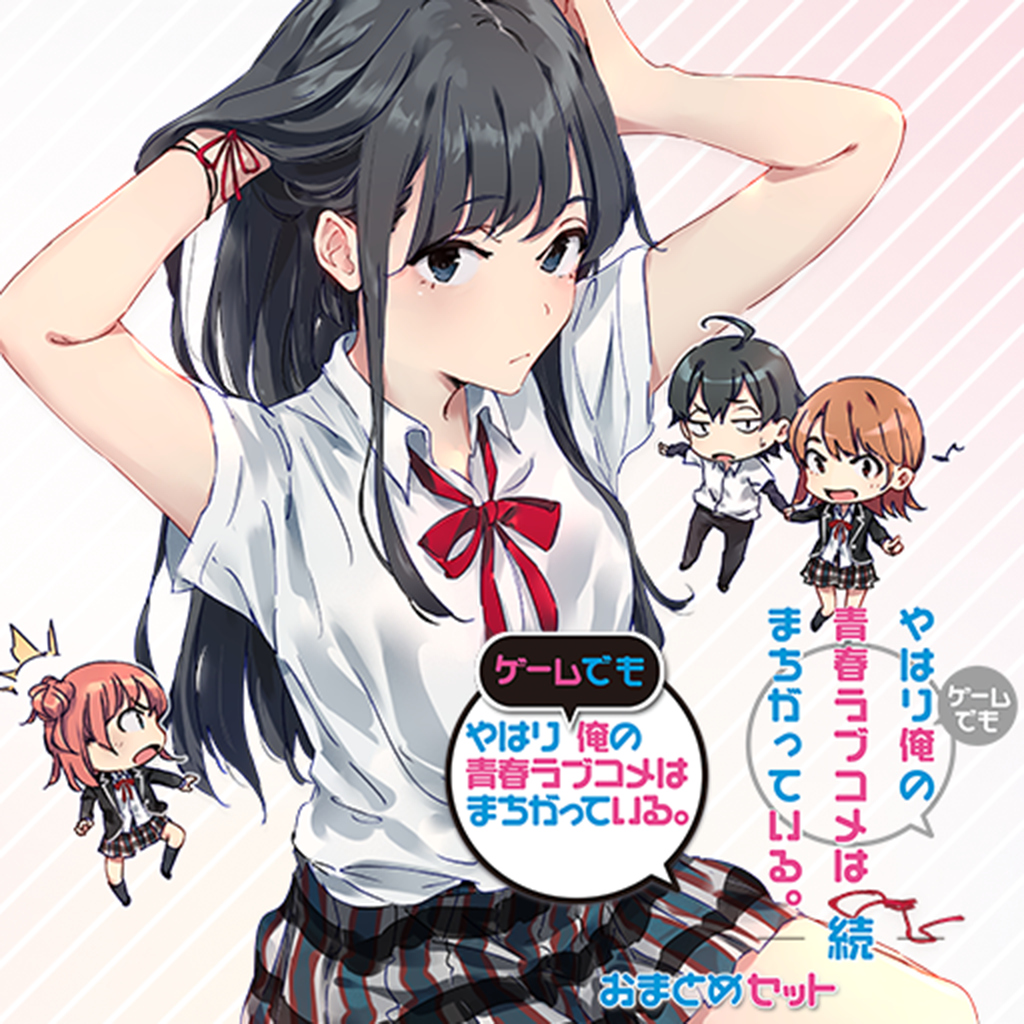 ゲームでも
やはり俺の
青春ラブコメは
まちがっている。
ゲーム
でも
やはり俺の
青春ラブコメは
まちがっている。
続
おまとめセット